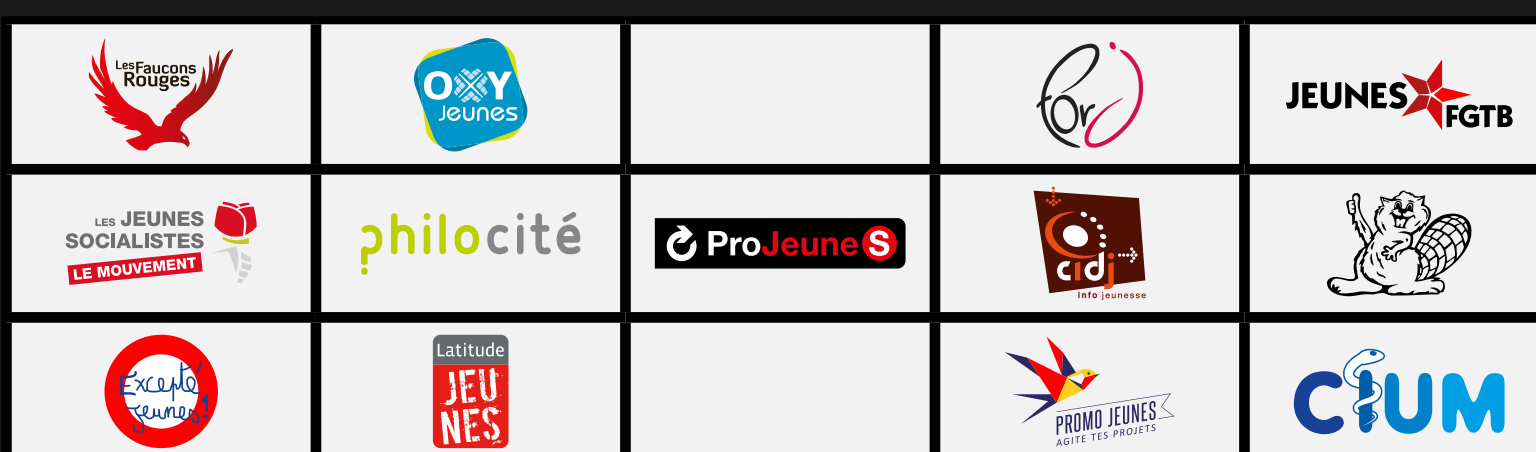 Les Faucons
Rouges
OXY
Jeunes
forJ
JEUNES
FGTB
LES JEUNES
SOCIALISTES
LE MOUVEMENT
philocité
ProJeuneS
cidj
info jeunesse
Excepté
jeunes!
Latitude
JEU
NES
PROMO JEUNES
AGITE TES PROJETS
CIUM